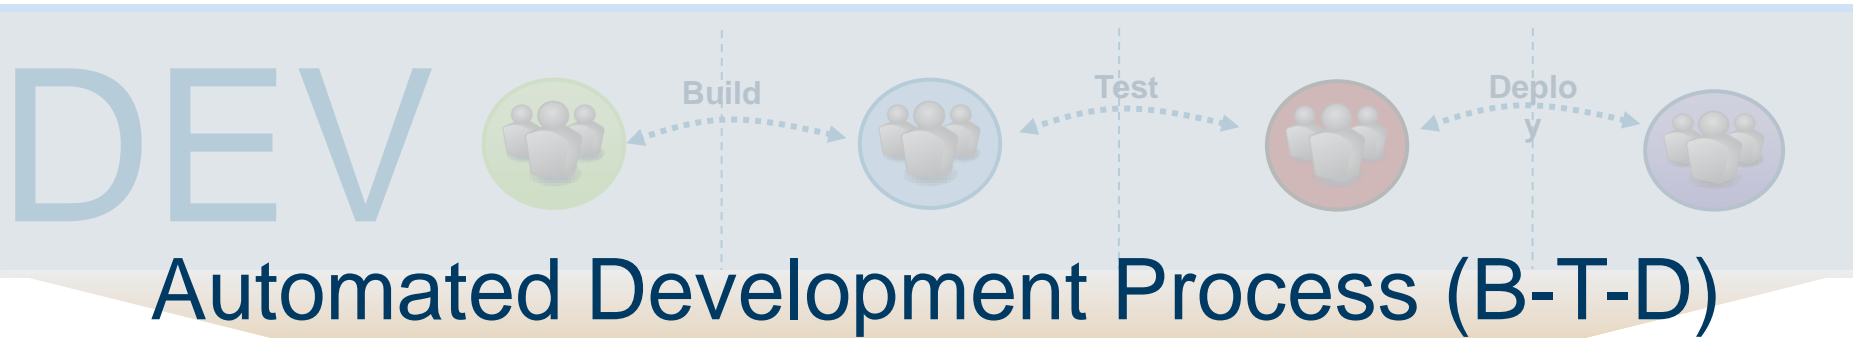 DEV
Build
Test
Deplo
y
Automated Development Process (B-T-D)